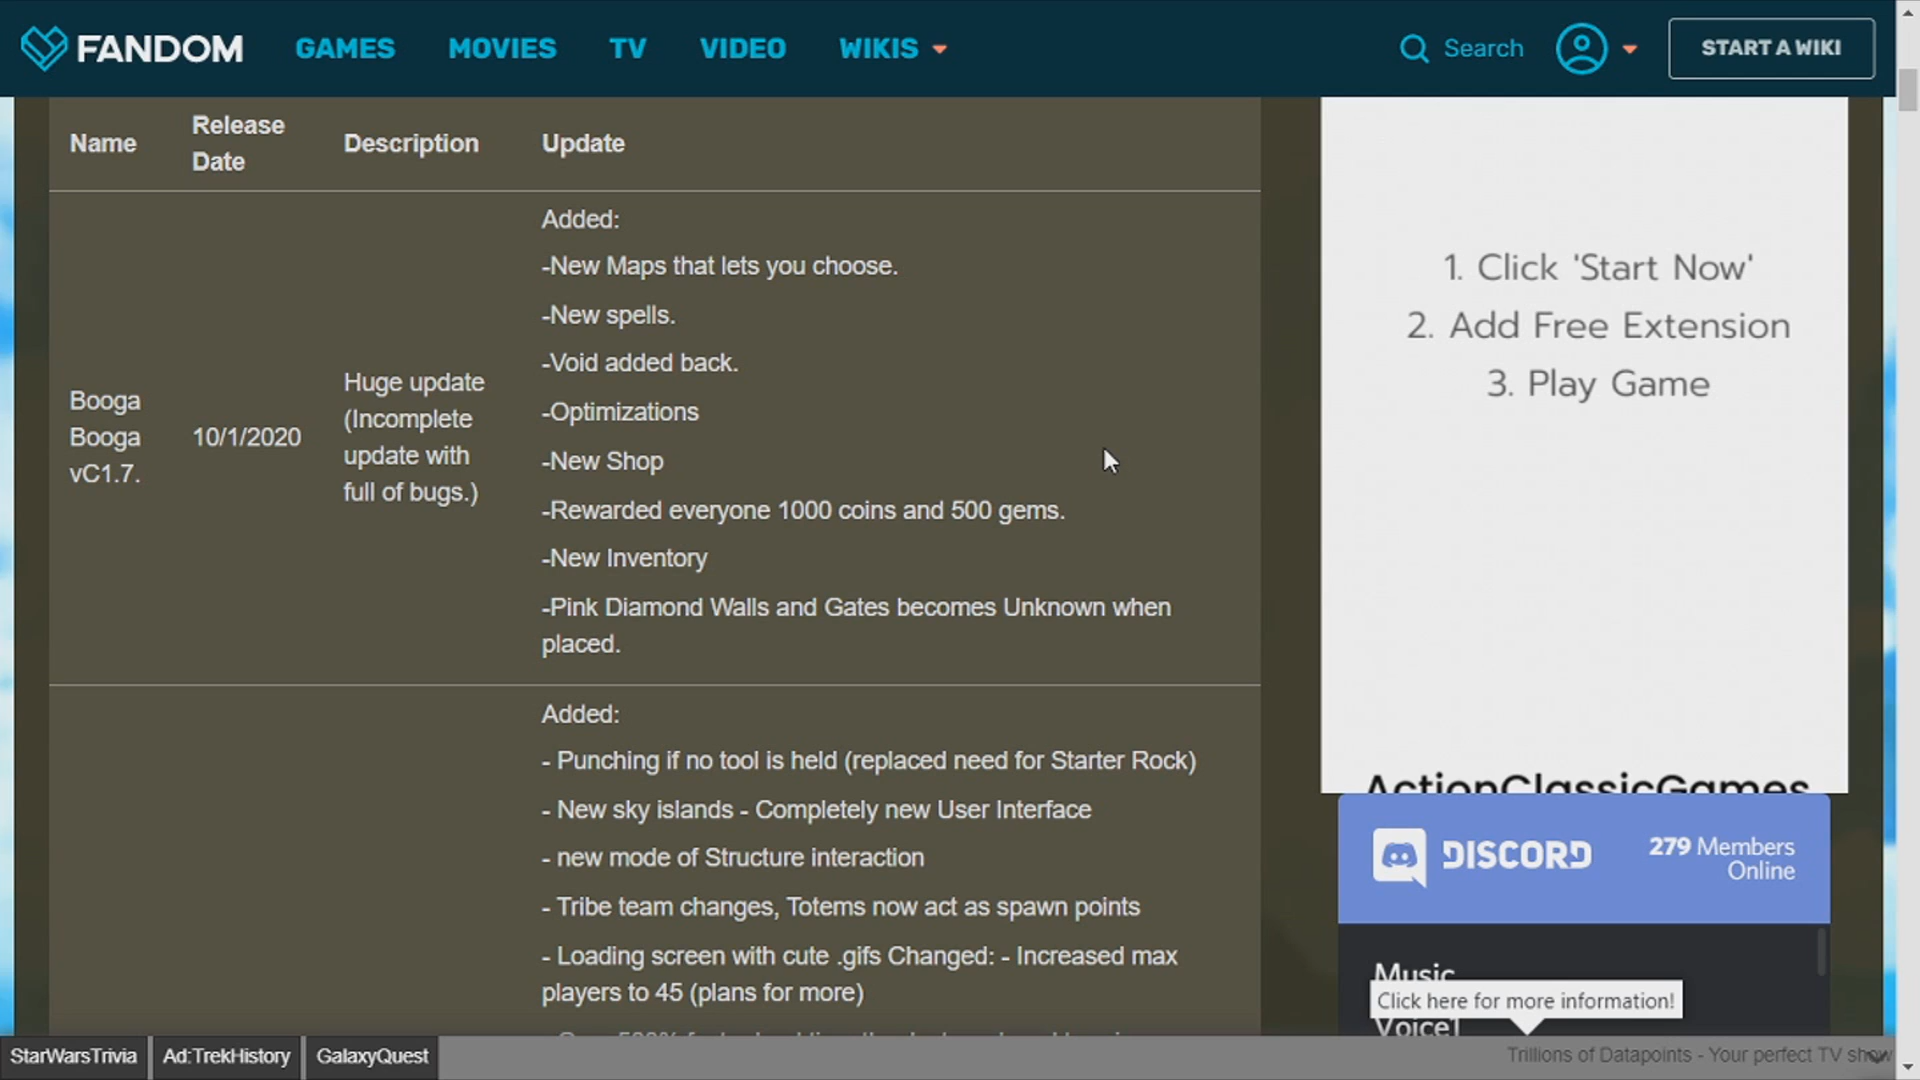 FANDOM GAMES MOVIES TV VIDEO WIKIS Search START A WIKI
Name Release Date Description Update
Added:
-New Maps that lets you choose.
-New spells.
-Void added back.
-Optimizations
-New Shop
-Rewarded everyone 1000 coins and 500 gems.
-New Inventory
-Pink Diamond Walls and Gates becomes Unknown when
placed.
Booga
Booga
vC1.7.
10/1/2020
Huge update
(Incomplete
update with
full of bugs.)
Added:
- Punching if no tool is held (replaced need for Starter Rock)
- New sky islands - Completely new User Interface
- new mode of Structure interaction
- Tribe team changes, Totems now act as spawn points
- Loading screen with cute .gifs Changed: - Increased max
players to 45 (plans for more)
1. Click 'Start Now'
2. Add Free Extension
3. Play Game
ActionClassicGames
DISCORD
279 Members
Online
Music
Click here for more information!
Voice1
StarWarsTrivia Ad:TrekHistory GalaxyQuest
Trillions of Datapoints - Your perfect TV show